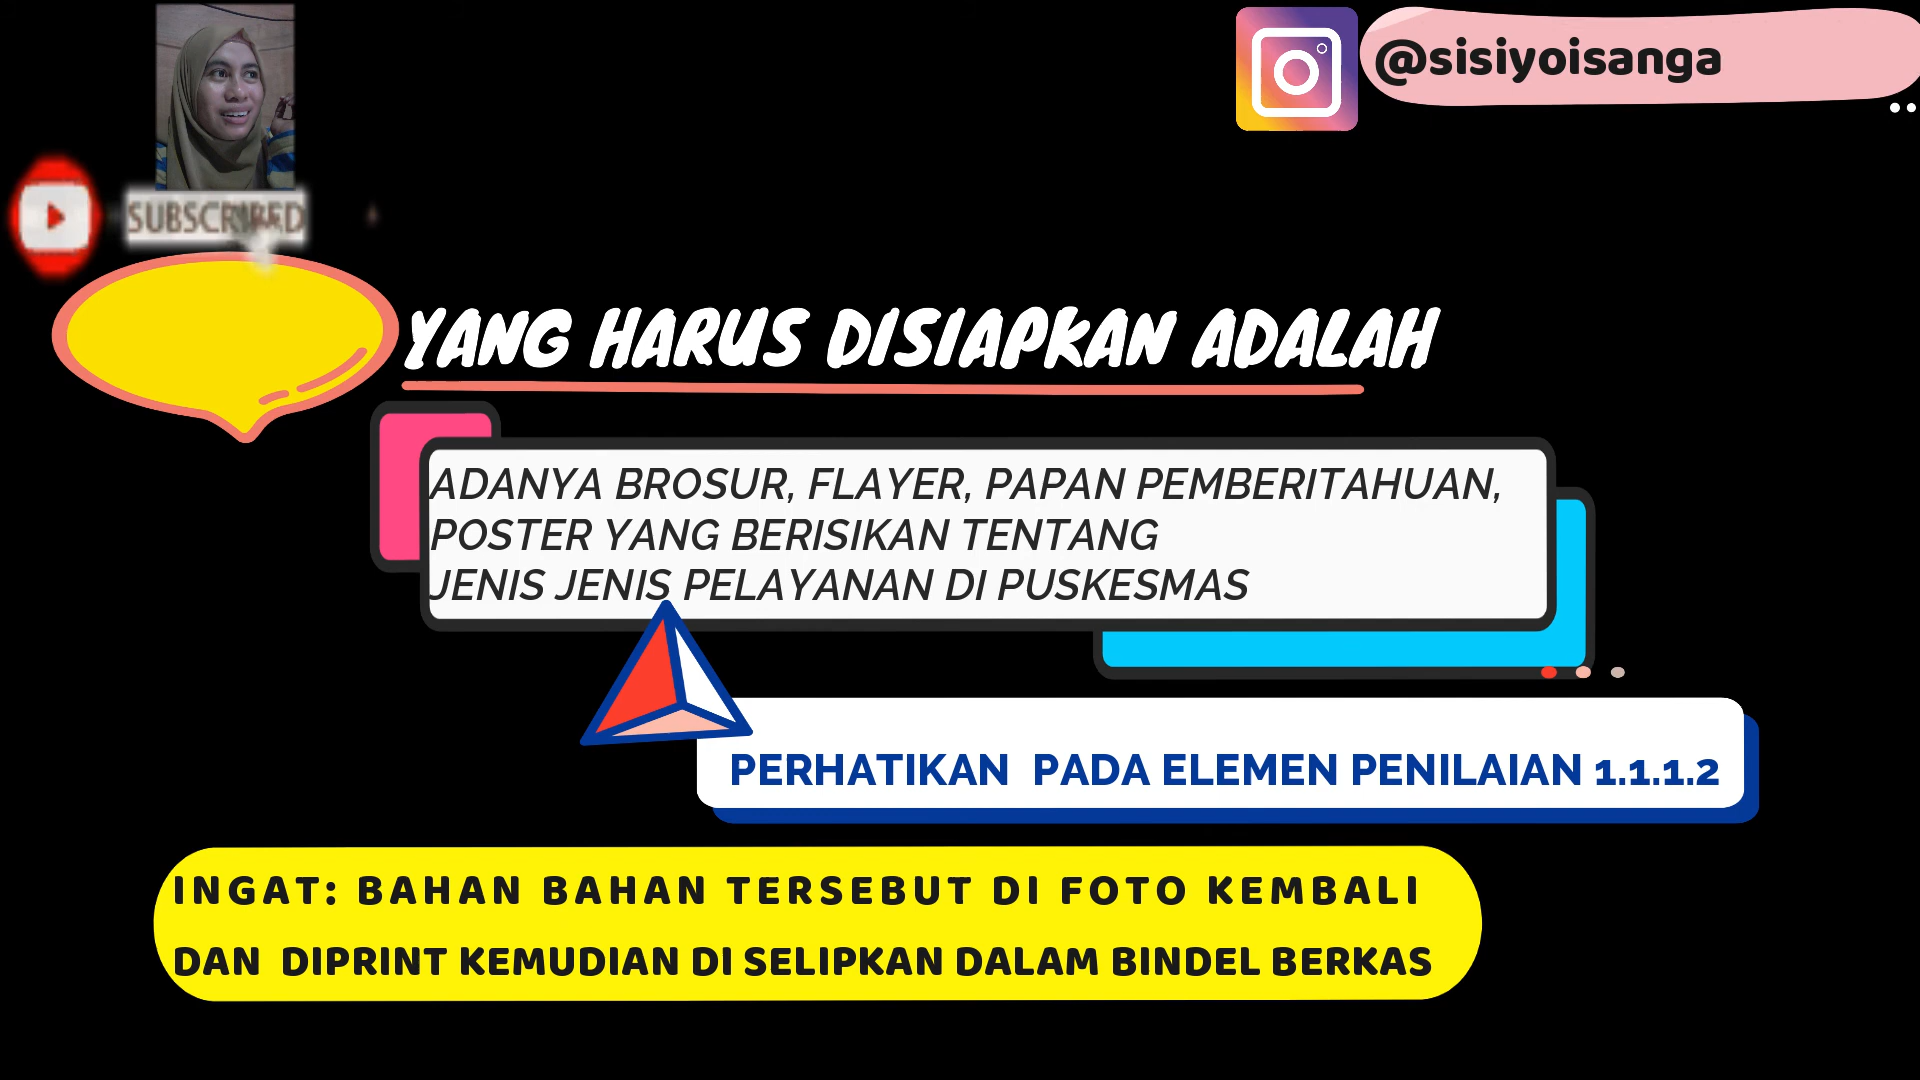 @sisiyoisanga
SUBSCRIBED
YANG HARUS DISIAPKAN ADALAH
ADANYA BROSUR, FLAYER, PAPAN PEMBERITAHUAN,
POSTER YANG BERISIKAN TENTANG
JENIS JENIS PELAYANAN DI PUSKESMAS
PERHATIKAN PADA ELEMEN PENILAIAN 1.1.1.2
INGAT: BAHAN BAHAN TERSEBUT DI FOTO KEMBALI
DAN DIPRINT KEMUDIAN DI SELIPKAN DALAM BINDEL BERKAS